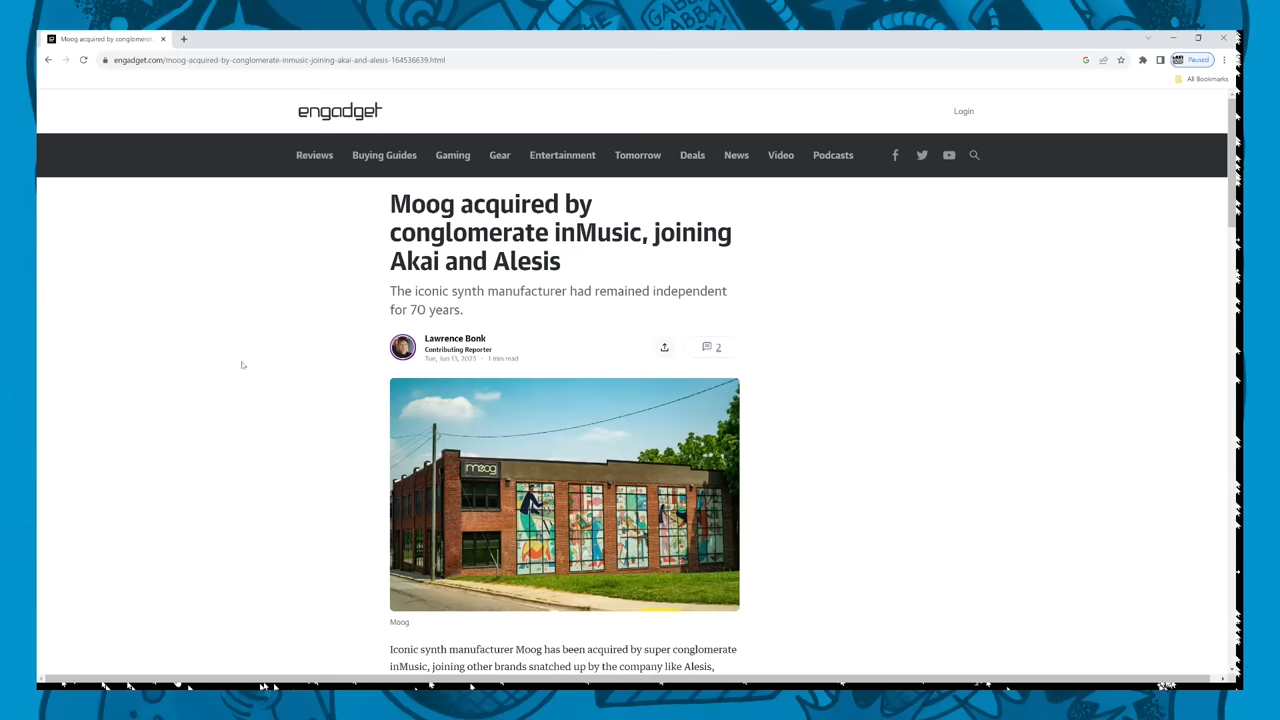 GABBA
THE
ABBA!
Moog acquired by conglomerat
engadget.com/moog-acquired-by-conglomerate-inmusic-joining-akai-and-alesis-164536639.html
Paused
All Bookmarks
engadget
Login
Reviews Buying Guides Gaming Gear Entertainment Tomorrow Deals News Video Podcasts
Moog acquired by
conglomerate inMusic, joining
Akai and Alesis
The iconic synth manufacturer had remained independent
for 70 years.
Lawrence Bonk
Contributing Reporter
Tue, Jun 13, 2023 · 1 min read
2
moog
Moog
Iconic synth manufacturer Moog has been acquired by super conglomerate
inMusic, joining other brands snatched up by the company like Alesis,